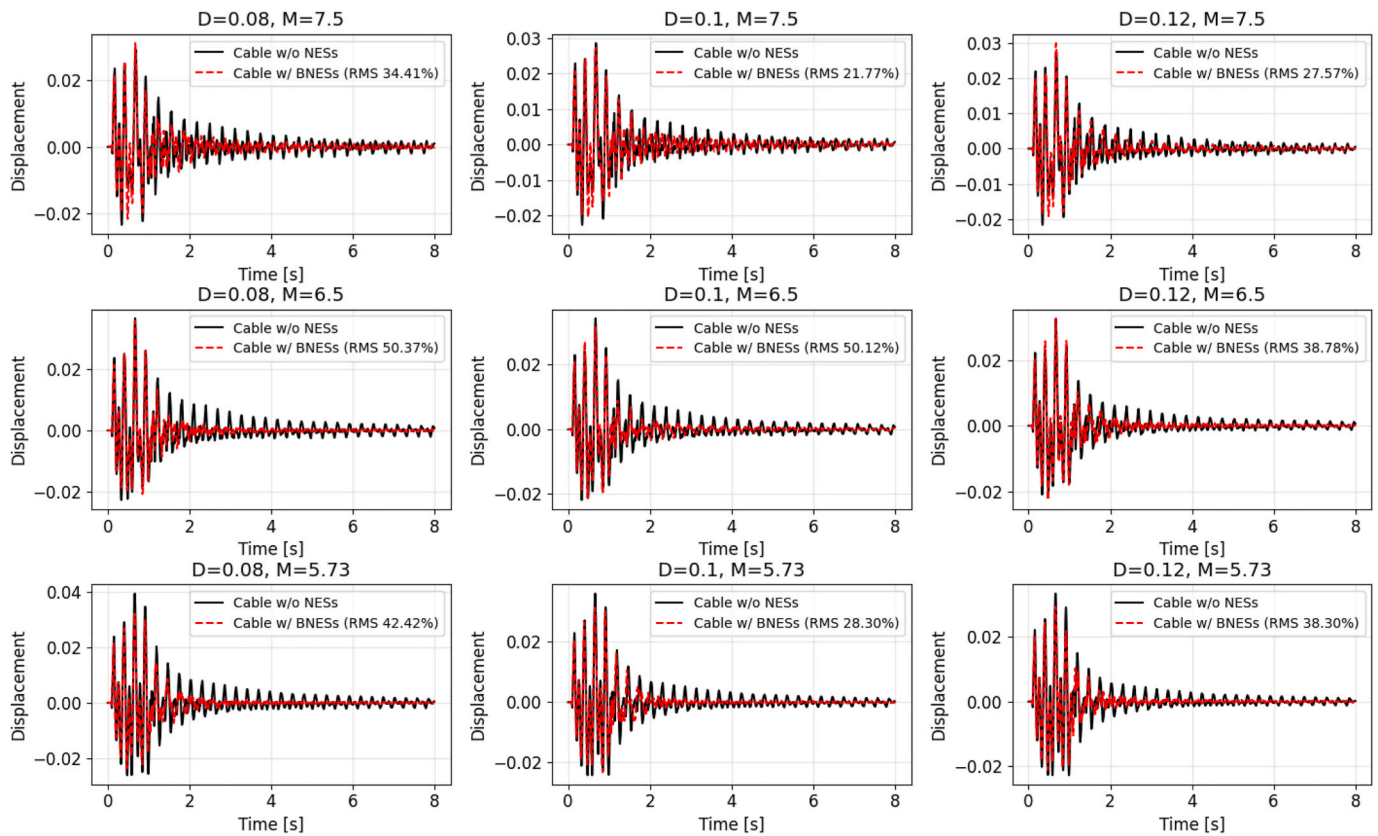 D=0.08, M=7.5
Displacement
0.02
0.00
−0.02
Cable w/o NESs
Cable w/ BNESs (RMS 34.41%)
0 2 4 6 8
Time [s]
D=0.1, M=7.5
Displacement
0.03
0.02
0.01
0.00
−0.01
−0.02
Cable w/o NESs
Cable w/ BNESs (RMS 21.77%)
0 2 4 6 8
Time [s]
D=0.12, M=7.5
Displacement
0.03
0.02
0.01
0.00
−0.01
−0.02
Cable w/o NESs
Cable w/ BNESs (RMS 27.57%)
0 2 4 6 8
Time [s]
D=0.08, M=6.5
Displacement
0.02
0.00
−0.02
Cable w/o NESs
Cable w/ BNESs (RMS 50.37%)
0 2 4 6 8
Time [s]
D=0.1, M=6.5
Displacement
0.02
0.00
−0.02
Cable w/o NESs
Cable w/ BNESs (RMS 50.12%)
0 2 4 6 8
Time [s]
D=0.12, M=6.5
Displacement
0.02
0.00
−0.02
Cable w/o NESs
Cable w/ BNESs (RMS 38.78%)
0 2 4 6 8
Time [s]
D=0.08, M=5.73
Displacement
0.04
0.02
0.00
−0.02
Cable w/o NESs
Cable w/ BNESs (RMS 42.42%)
0 2 4 6 8
Time [s]
D=0.1, M=5.73
Displacement
0.02
0.00
−0.02
Cable w/o NESs
Cable w/ BNESs (RMS 28.30%)
0 2 4 6 8
Time [s]
D=0.12, M=5.73
Displacement
0.02
0.00
−0.02
Cable w/o NESs
Cable w/ BNESs (RMS 38.30%)
0 2 4 6 8
Time [s]